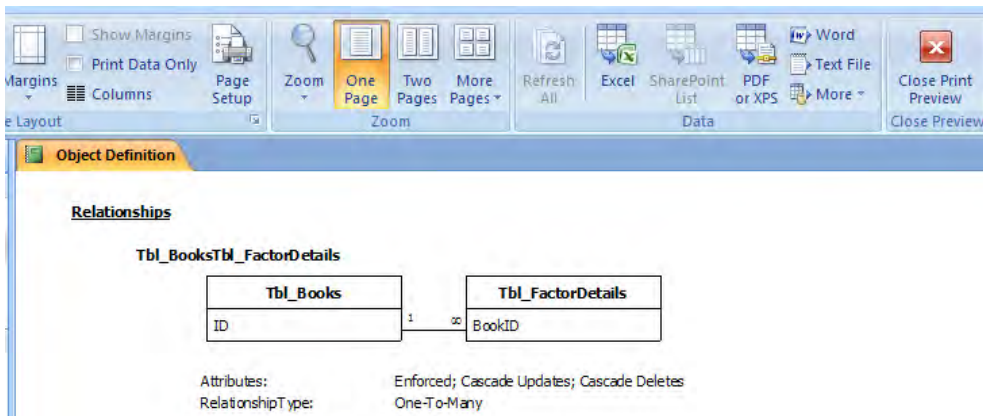 Show Margins
Print Data Only
Columns
Margins
Page
Setup
Zoom
One
Page
Two
Pages
More
Pages
Refresh
All
Excel
SharePoint
List
PDF
or XPS
W Word
Text File
More
Close Print
Preview
e Layout
Zoom
Data
Close Preview
Object Definition
Relationships
Tbl_BooksTbl_FactorDetails
Tbl_Books
Tbl_FactorDetails
ID
1
∞
BookID
Attributes: Enforced; Cascade Updates; Cascade Deletes
RelationshipType: One-To-Many